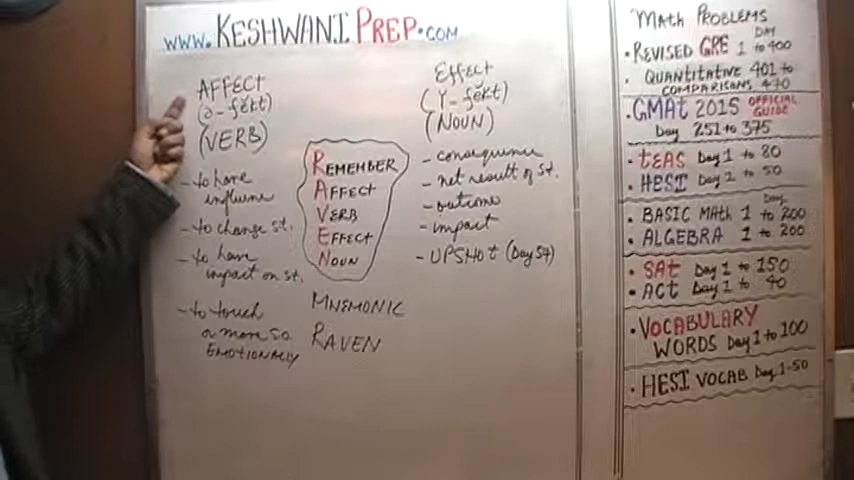 www.KESHWANI PREP.com
AFFECT
(ə-fĕkt)
(VERB)
- to have
influence
- to change st.
- to have
impact on st.
- to touch
or move so
EMOTIONALLY
REMEMBER
AFFECT
VERB
EFFECT
NOUN
MNEMONIC
RAVEN
Effect
(Ĭ-fĕkt)
(NOUN)
- consequence
- net result of st.
- outcome
- impact
- UPSHOT (Day 54)
MATH PROBLEMS
DAY
• REVISED GRE 1 to 400
• QUANTITATIVE 401 to
COMPARISONS 470
• GMAT 2015 OFFICIAL GUIDE
Day 251 to 375
• TEAS Day 1 to 80
• HESI Day 1 to 50
Day
• BASIC MATH 1 to 200
• ALGEBRA 1 to 200
• SAT Day 1 to 150
• ACT Day 1 to 40
• VOCABULARY
WORDS Day 1 to 100
• HESI VOCAB Day 1-50